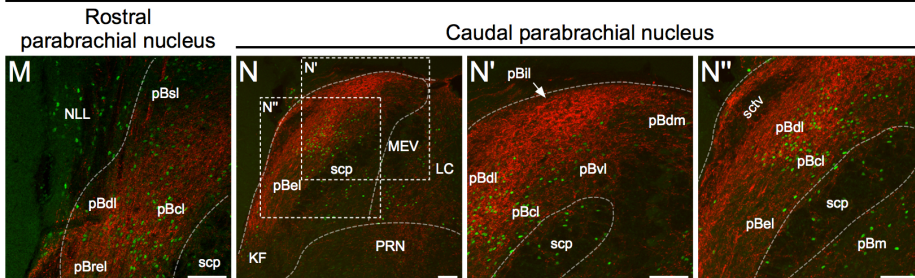 Rostral
parabrachial nucleus
Caudal parabrachial nucleus
M
NLL
pBsl
pBdl
pBcl
pBrel
scp
N
N'
N"
MEV
scp
LC
pBel
KF
PRN
N'
pBil
pBdm
pBdl
pBvl
pBcl
scp
N"
sctv
pBdl
pBcl
scp
pBel
pBm